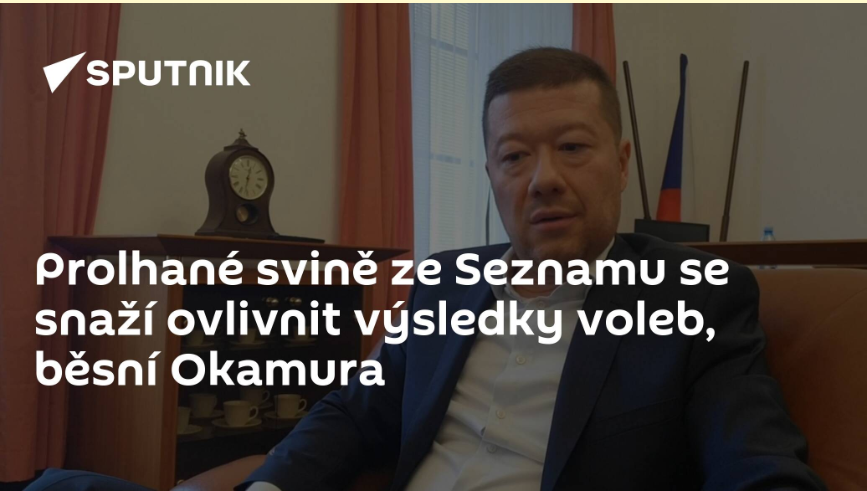 SPUTNIK
Prolhané svině ze Seznamu se
snaží ovlivnit výsledky voleb,
běsní Okamura